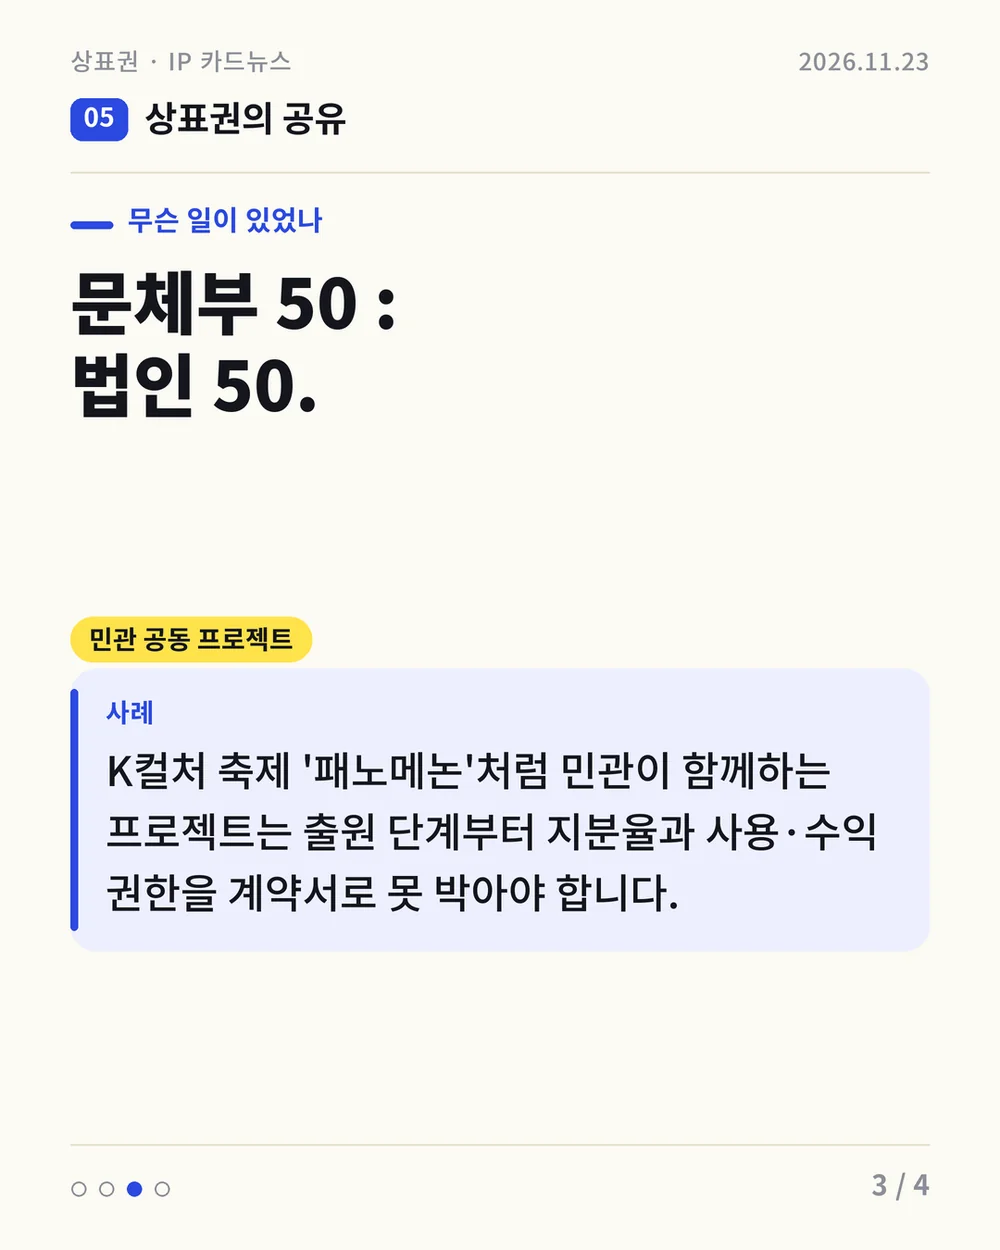 상표권 · IP 카드뉴스
2026.11.23
05 상표권의 공유
무슨 일이 있었나
문체부 50 :
법인 50.
민관 공동 프로젝트
사례
K컬처 축제 '패노메논'처럼 민관이 함께하는
프로젝트는 출원 단계부터 지분율과 사용·수익
권한을 계약서로 못 박아야 합니다.
3 / 4